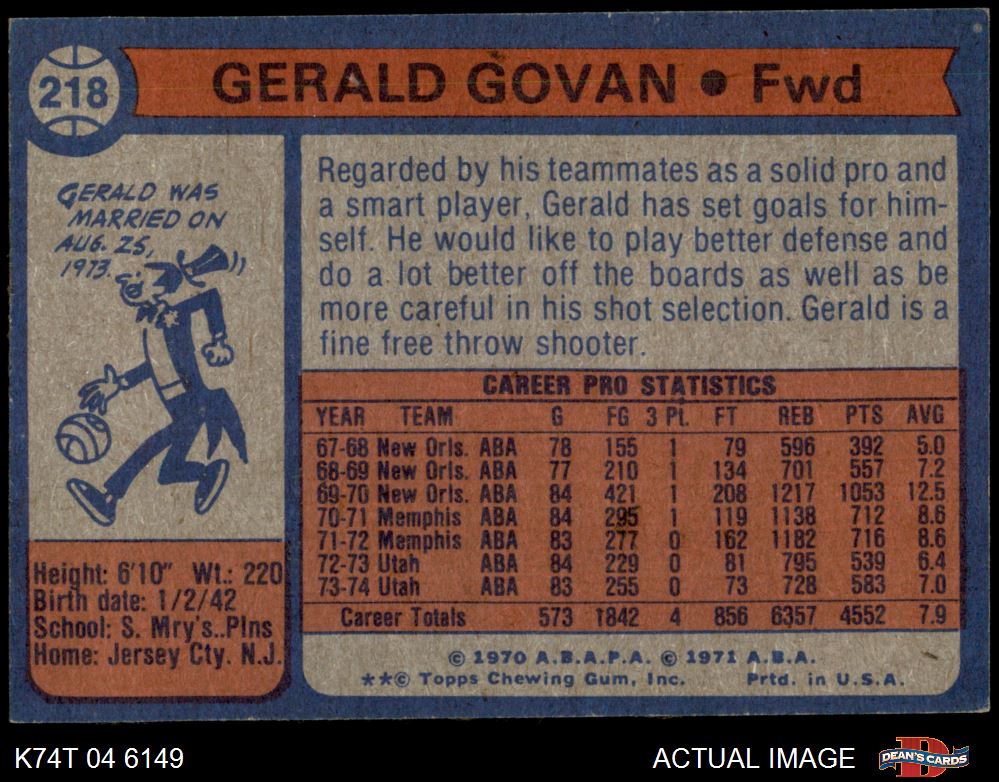 218
GERALD GOVAN ● Fwd
GERALD WAS
MARRIED ON
AUG. 25,
1973.
Regarded by his teammates as a solid pro and
a smart player, Gerald has set goals for him-
self. He would like to play better defense and
do a lot better off the boards as well as be
more careful in his shot selection. Gerald is a
fine free throw shooter.
CAREER PRO STATISTICS
YEAR TEAM G FG 3 Pt. FT REB PTS AVG
67-68 New Orls. ABA 78 155 1 79 596 392 5.0
68-69 New Orls. ABA 77 210 1 134 701 557 7.2
69-70 New Orls. ABA 84 421 1 208 1217 1053 12.5
70-71 Memphis ABA 84 295 1 119 1138 712 8.6
71-72 Memphis ABA 83 277 0 162 1182 716 8.6
72-73 Utah ABA 84 229 0 81 795 539 6.4
73-74 Utah ABA 83 255 0 73 728 583 7.0
Career Totals 573 1842 4 856 6357 4552 7.9
Height: 6'10" Wt.: 220
Birth date: 1/2/42
School: S. Mry's..Plns
Home: Jersey Cty. N.J.
© 1970 A.B.A.P.A. © 1971 A.B.A.
**© Topps Chewing Gum, Inc. Prtd. in U.S.A.
K74T 04 6149
ACTUAL IMAGE
DEAN'S CARDS